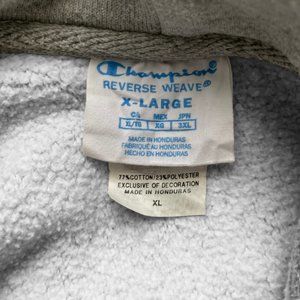 Champion
REVERSE WEAVE®
X-LARGE
CA MEX JPN
XL/TG XG 3XL
MADE IN HONDURAS
FABRIQUÉ AU HONDURAS
HECHO EN HONDURAS
77%COTTON/23%POLYESTER
EXCLUSIVE OF DECORATION
MADE IN HONDURAS
XL